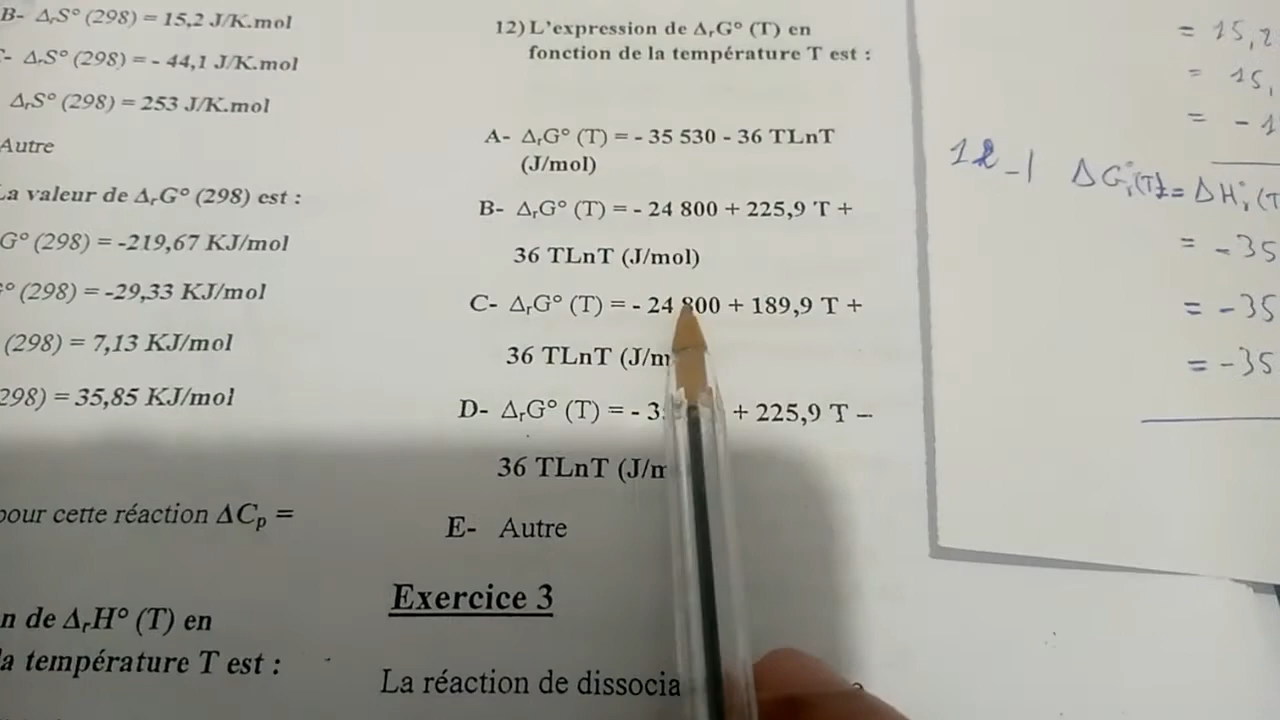 B- ΔᵣS° (298) = 15,2 J/K.mol
- ΔᵣS° (298) = - 44,1 J/K.mol
ΔᵣS° (298) = 253 J/K.mol
Autre
La valeur de ΔᵣG° (298) est :
G° (298) = -219,67 KJ/mol
° (298) = -29,33 KJ/mol
(298) = 7,13 KJ/mol
298) = 35,85 KJ/mol
pour cette réaction ΔCₚ =
n de ΔᵣH° (T) en
la température T est :
12) L'expression de ΔᵣG° (T) en
fonction de la température T est :
A- ΔᵣG° (T) = - 35 530 - 36 TLnT
(J/mol)
B- ΔᵣG° (T) = - 24 800 + 225,9 T +
36 TLnT (J/mol)
C- ΔᵣG° (T) = - 24 800 + 189,9 T +
36 TLnT (J/m
D- ΔᵣG° (T) = - 3 + 225,9 T –
36 TLnT (J/m
E- Autre
Exercice 3
La réaction de dissocia
= 15,2
= 15,
= - 1
12 -| ΔG°ᵣ(T) = ΔH°ᵣ(T
= -35
= -35
= -35